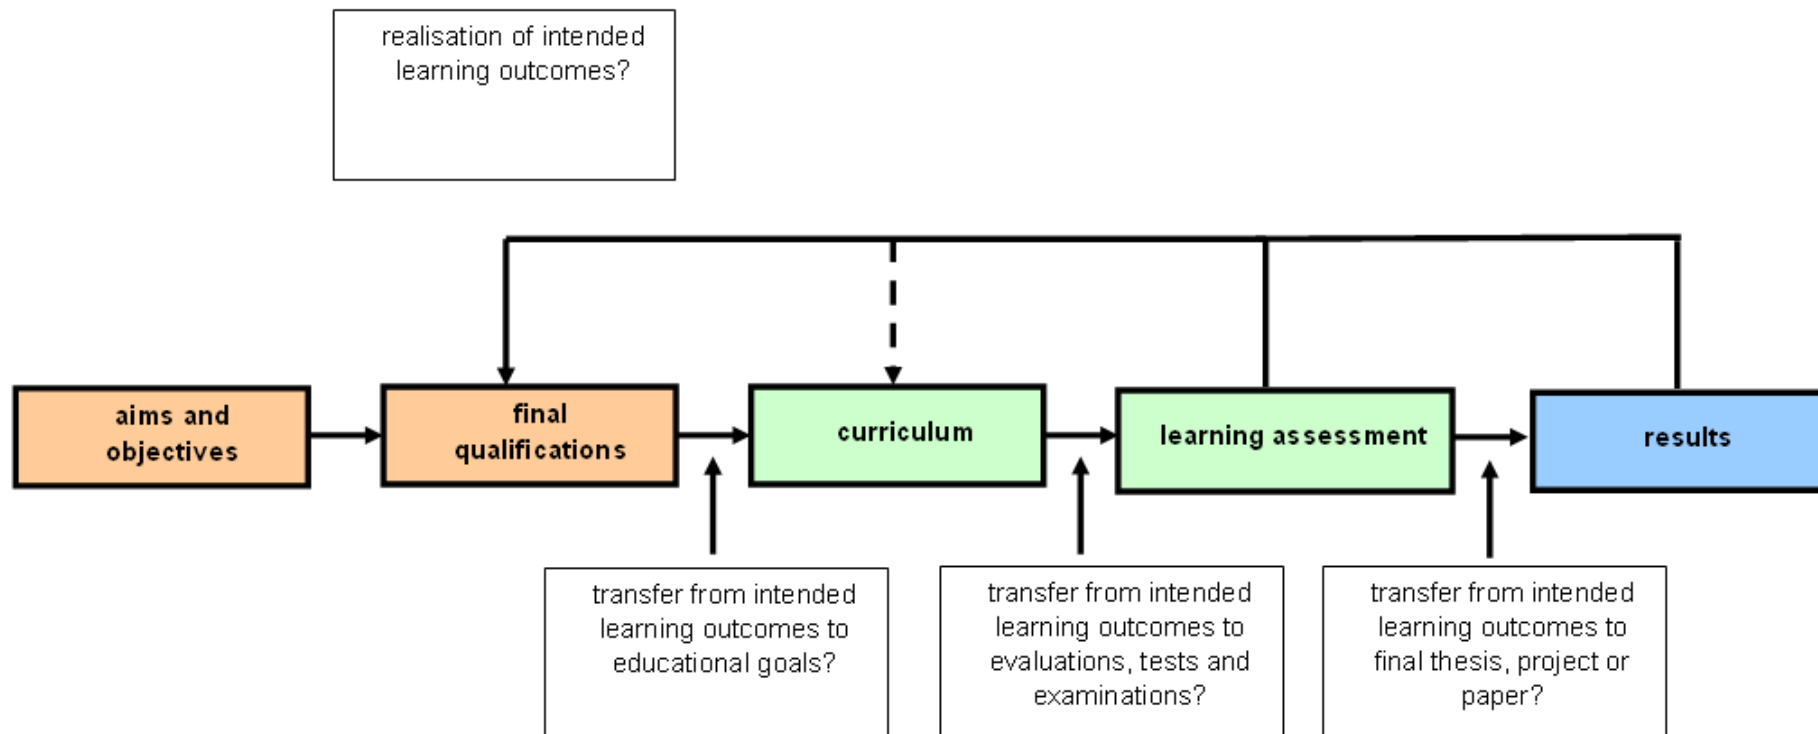 realisation of intended
learning outcomes?
aims and
objectives
final
qualifications
curriculum
learning assessment
results
transfer from intended
learning outcomes to
educational goals?
transfer from intended
learning outcomes to
evaluations, tests and
examinations?
transfer from intended
learning outcomes to
final thesis, project or
paper?